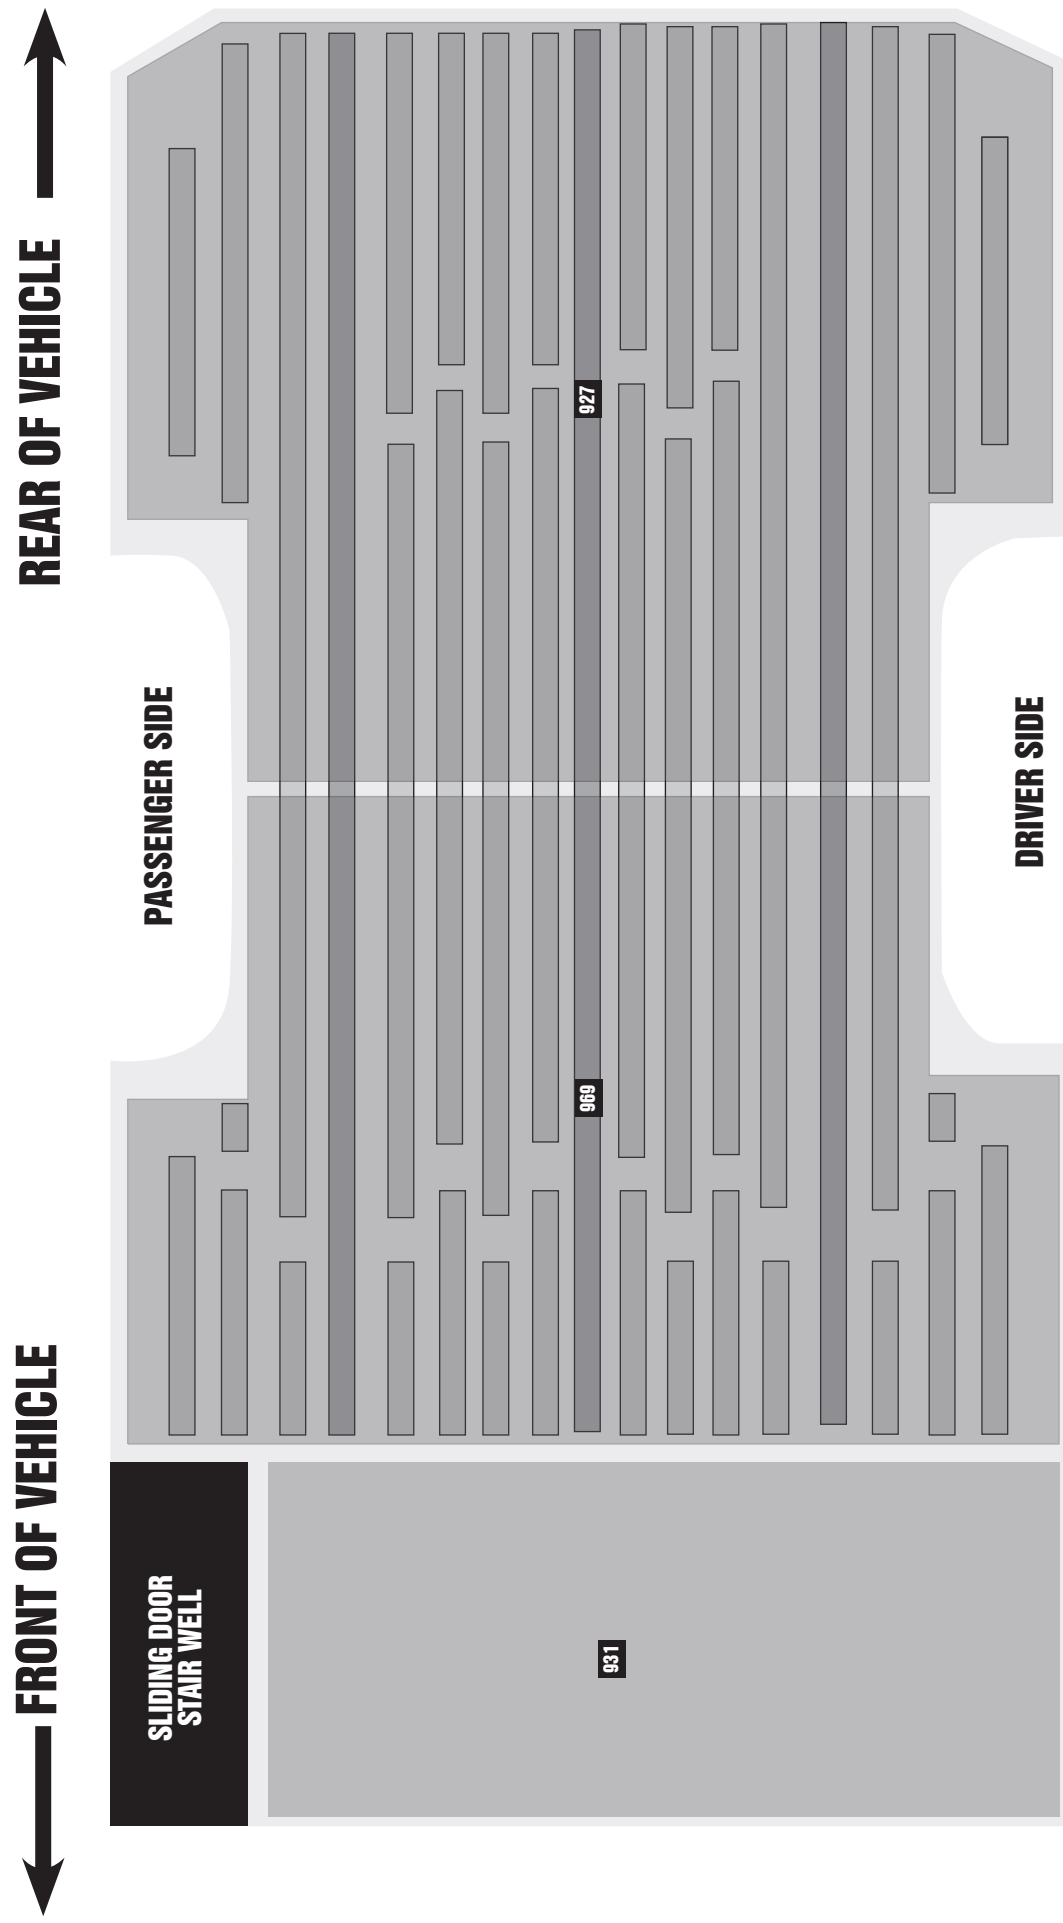 REAR OF VEHICLE
927
PASSENGER SIDE
DRIVER SIDE
969
FRONT OF VEHICLE
SLIDING DOOR
STAIR WELL
931